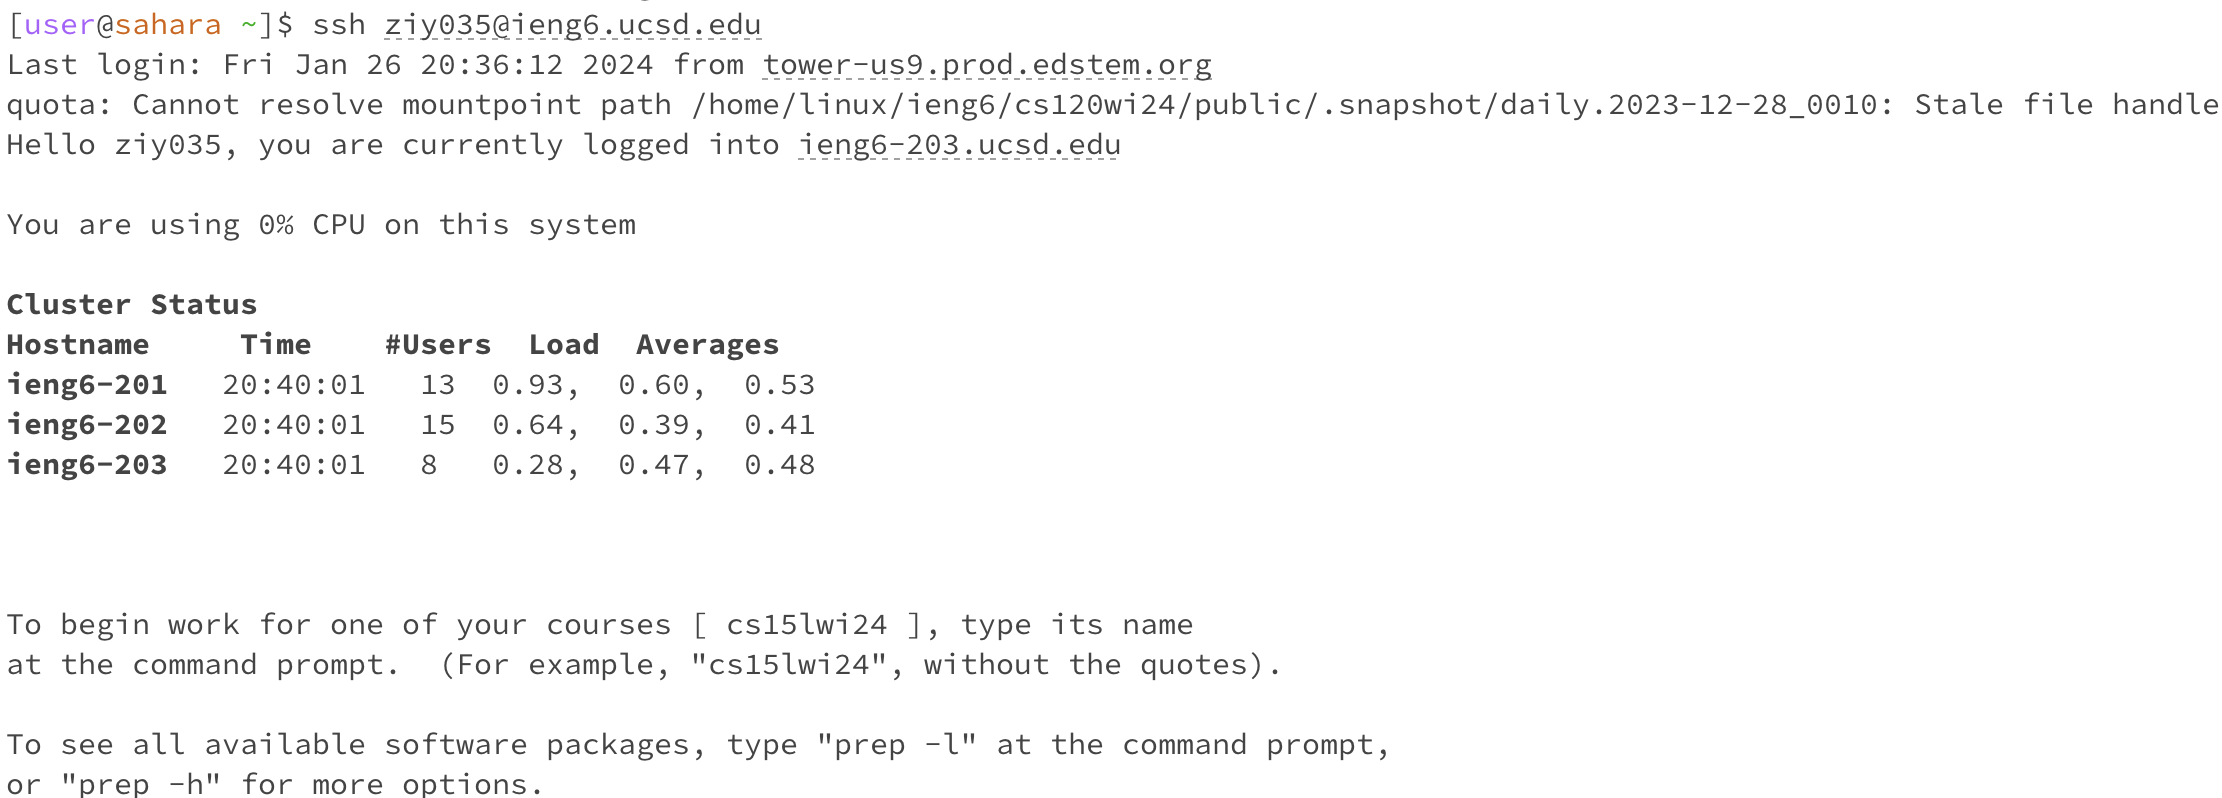 [user@sahara ~]$ ssh ziy035@ieng6.ucsd.edu
Last login: Fri Jan 26 20:36:12 2024 from tower-us9.prod.edstem.org
quota: Cannot resolve mountpoint path /home/linux/ieng6/cs120wi24/public/.snapshot/daily.2023-12-28_0010: Stale file handle
Hello ziy035, you are currently logged into ieng6-203.ucsd.edu
You are using 0% CPU on this system
Cluster Status
Hostname     Time    #Users  Load  Averages
ieng6-201   20:40:01   13  0.93,  0.60,  0.53
ieng6-202   20:40:01   15  0.64,  0.39,  0.41
ieng6-203   20:40:01   8   0.28,  0.47,  0.48
To begin work for one of your courses [ cs15lwi24 ], type its name
at the command prompt.  (For example, "cs15lwi24", without the quotes).
To see all available software packages, type "prep -l" at the command prompt,
or "prep -h" for more options.